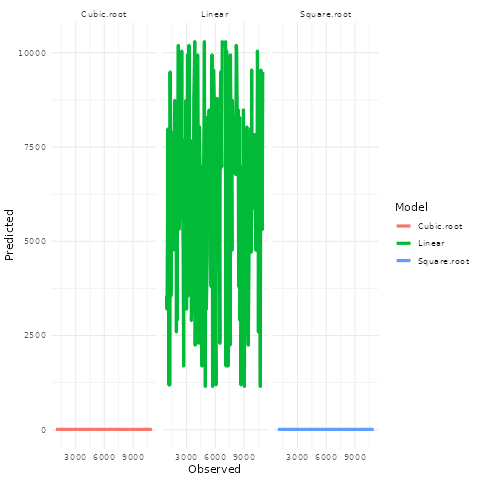 Cubic.root Linear Square.root
10000
7500
5000
2500
0
Predicted
3000 6000 9000 3000 6000 9000 3000 6000 9000
Observed
Model
Cubic.root
Linear
Square.root